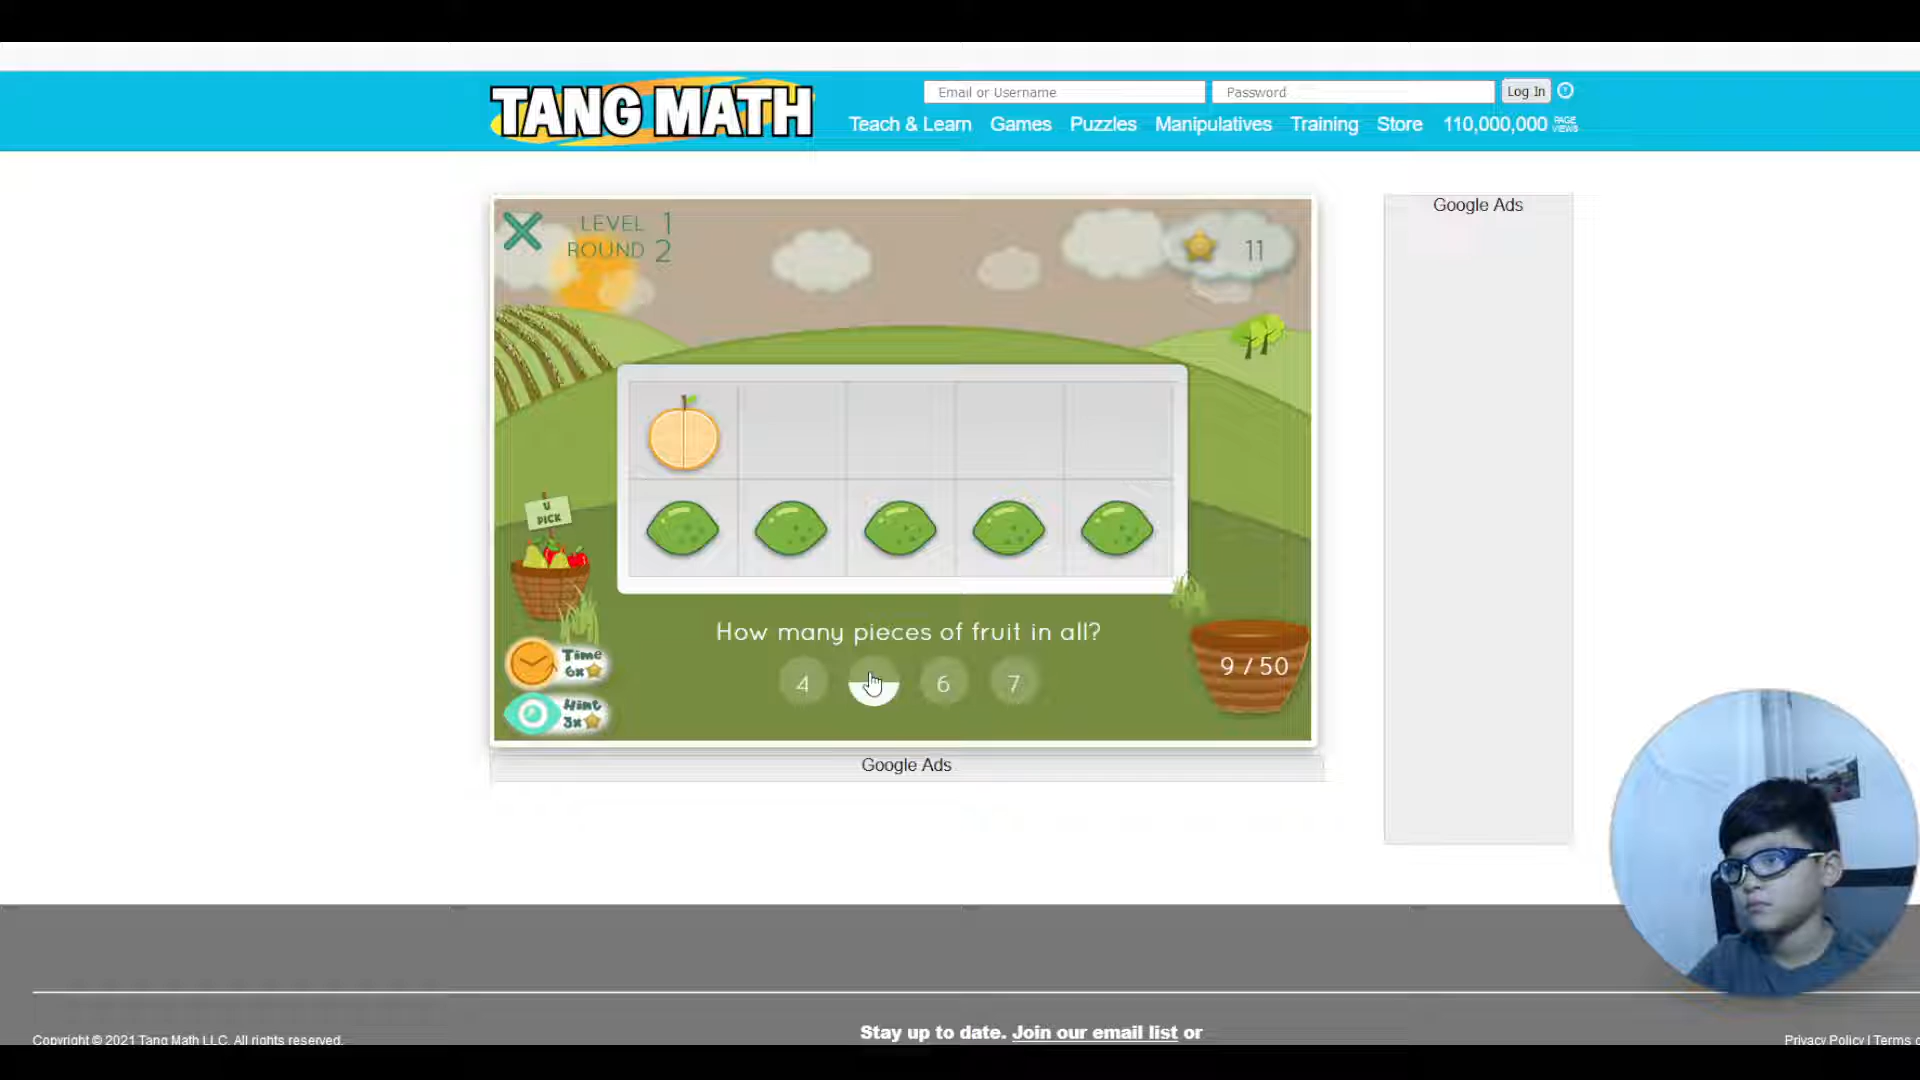 TANG MATH
Email or Username Password Log In
Teach & Learn Games Puzzles Manipulatives Training Store 110,000,000 PAGE VIEWS
Google Ads
LEVEL 1
ROUND 2
11
U
PICK
How many pieces of fruit in all?
4 6 7
Time
6x
Hint
3x
9 / 50
Google Ads
Stay up to date. Join our email list or
Copyright © 2021 Tang Math LLC. All rights reserved. Privacy Policy | Terms